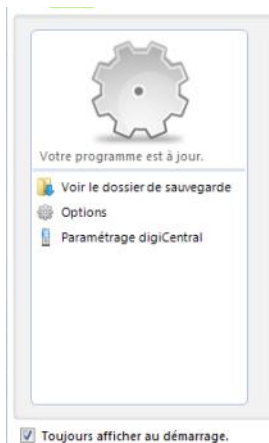 Votre programme est à jour.
Voir le dossier de sauvegarde
Options
Paramétrage digiCentral
Toujours afficher au démarrage.